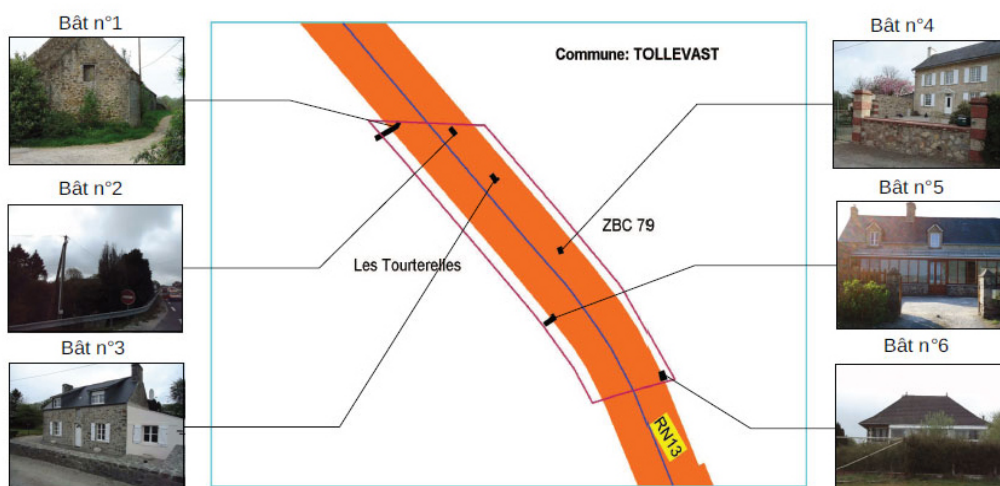 Bât n°1
Bât n°4
Commune: TOLLEVAST
Bât n°2
Bât n°5
ZBC 79
Les Tourterelles
Bât n°3
Bât n°6
RN13